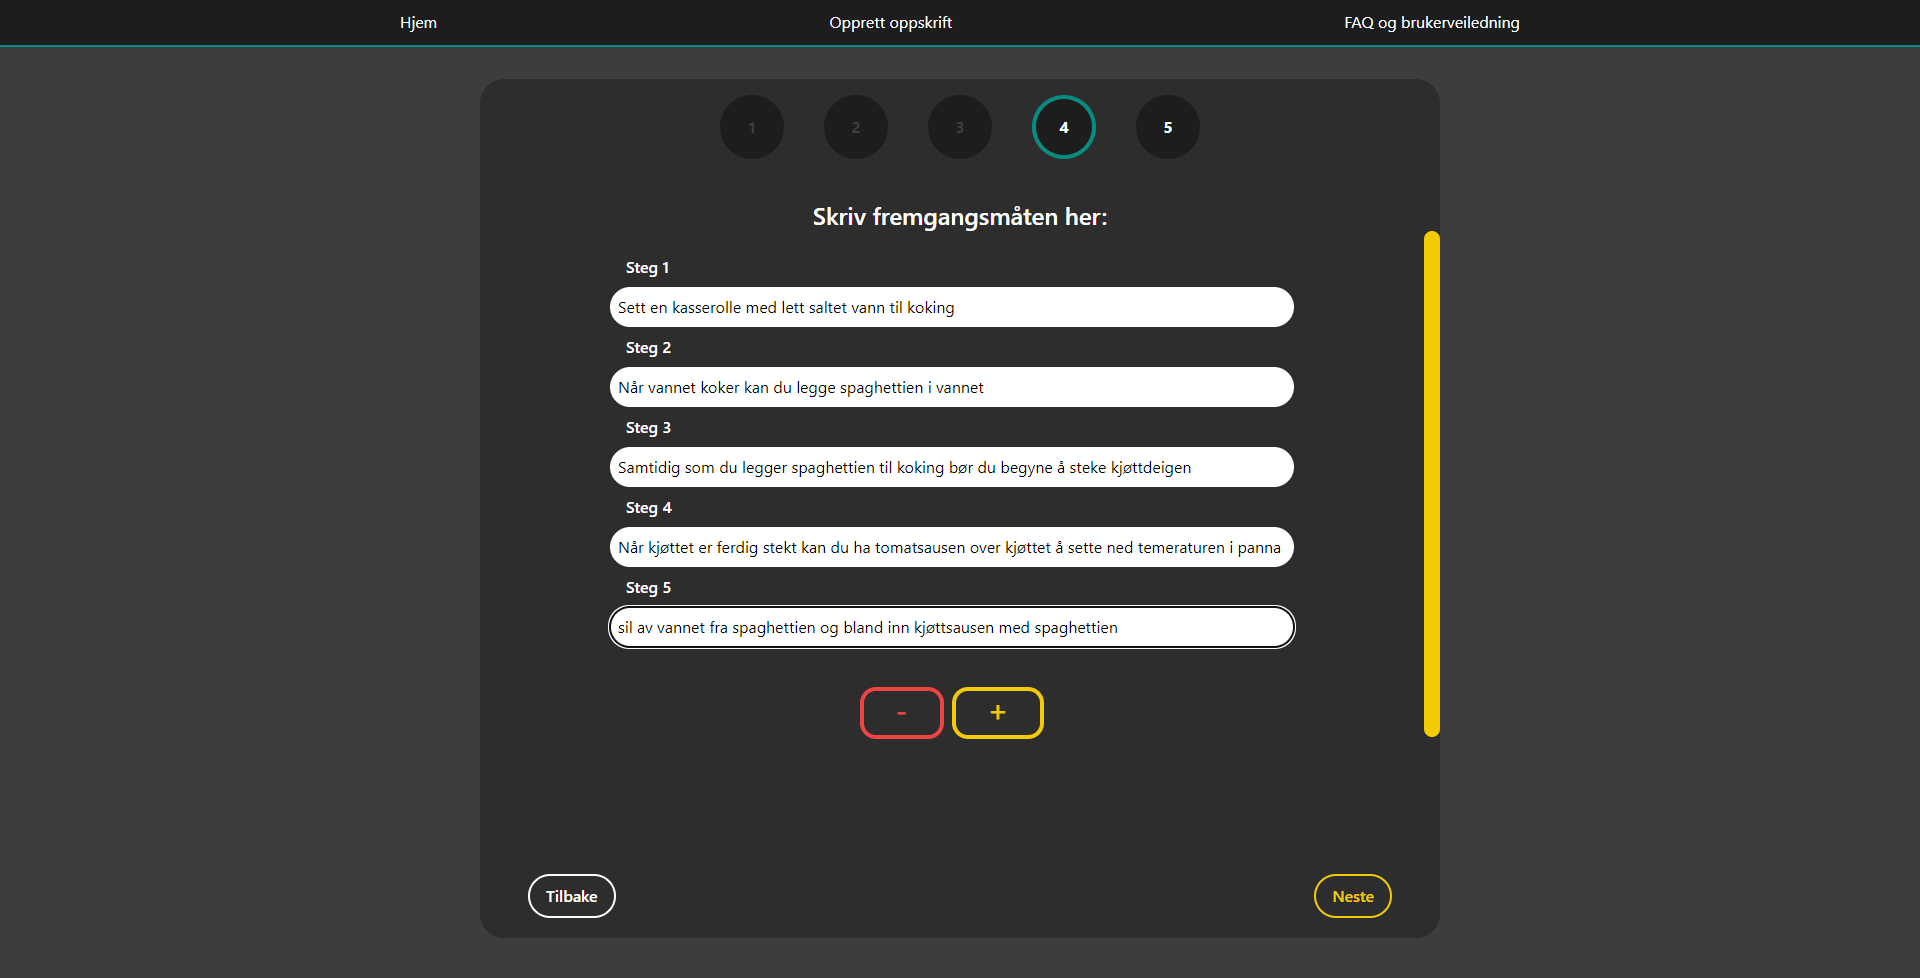 Hjem Opprett oppskrift FAQ og brukerveiledning
1 2 3 4 5
Skriv fremgangsmåten her:
Steg 1
Sett en kasserolle med lett saltet vann til koking
Steg 2
Når vannet koker kan du legge spaghettien i vannet
Steg 3
Samtidig som du legger spaghettien til koking bør du begyne å steke kjøttdeigen
Steg 4
Når kjøttet er ferdig stekt kan du ha tomatsausen over kjøttet å sette ned temeraturen i panna
Steg 5
sil av vannet fra spaghettien og bland inn kjøttsausen med spaghettien
- +
Tilbake Neste